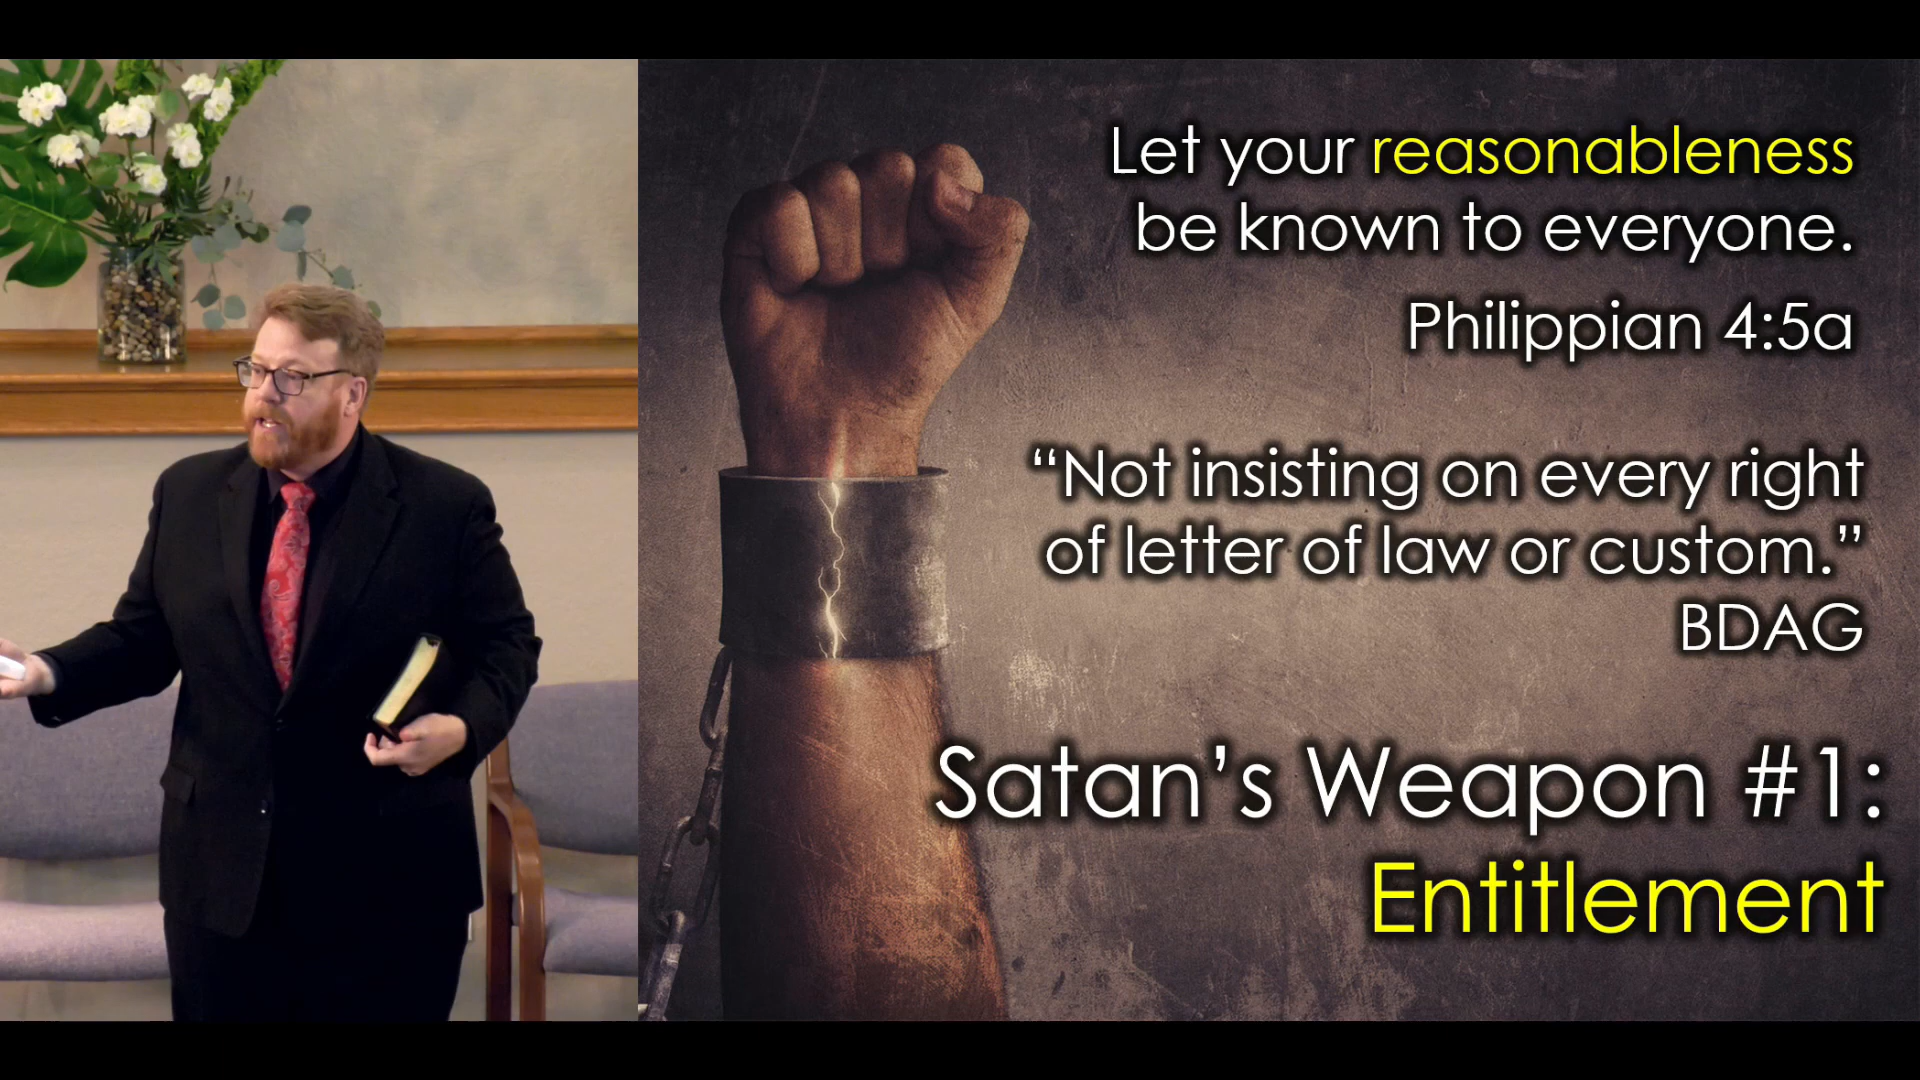 Let your reasonableness
be known to everyone.
Philippian 4:5a
“Not insisting on every right
of letter of law or custom.”
BDAG
Satan’s Weapon #1:
Entitlement